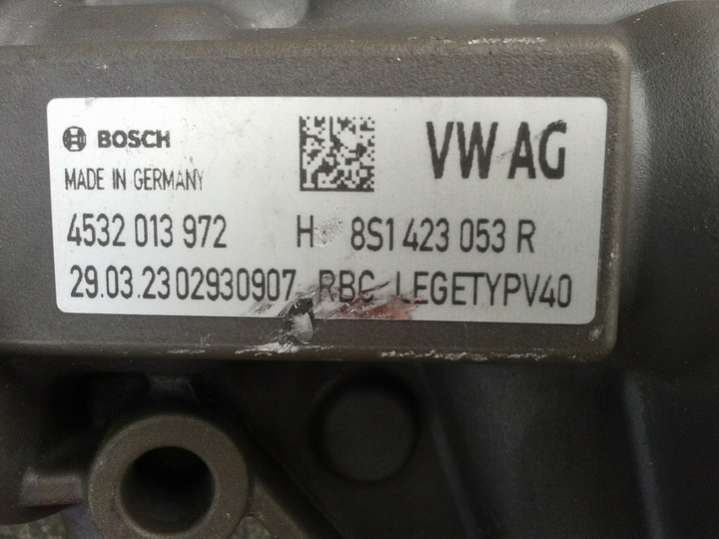 BOSCH
VW AG
MADE IN GERMANY
4532 013 972 H 8S1 423 053 R
29.03.23 02930907 RBC LEGETYPV40